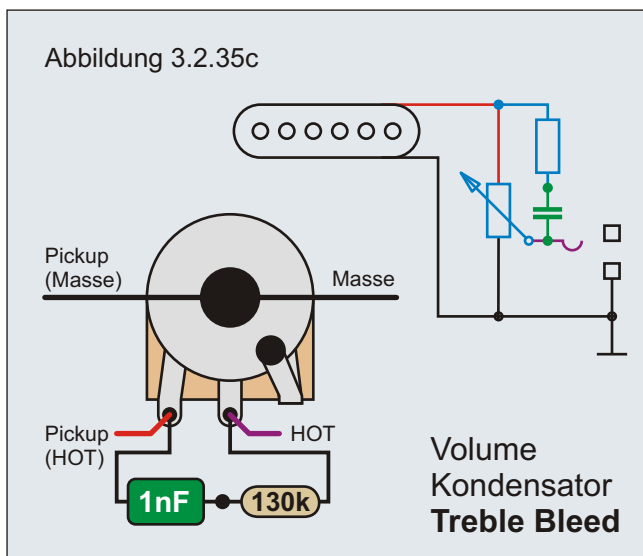 Abbildung 3.2.35c
Pickup
(Masse)
Masse
Pickup
(HOT)
HOT
1nF
130k
Volume
Kondensator
Treble Bleed